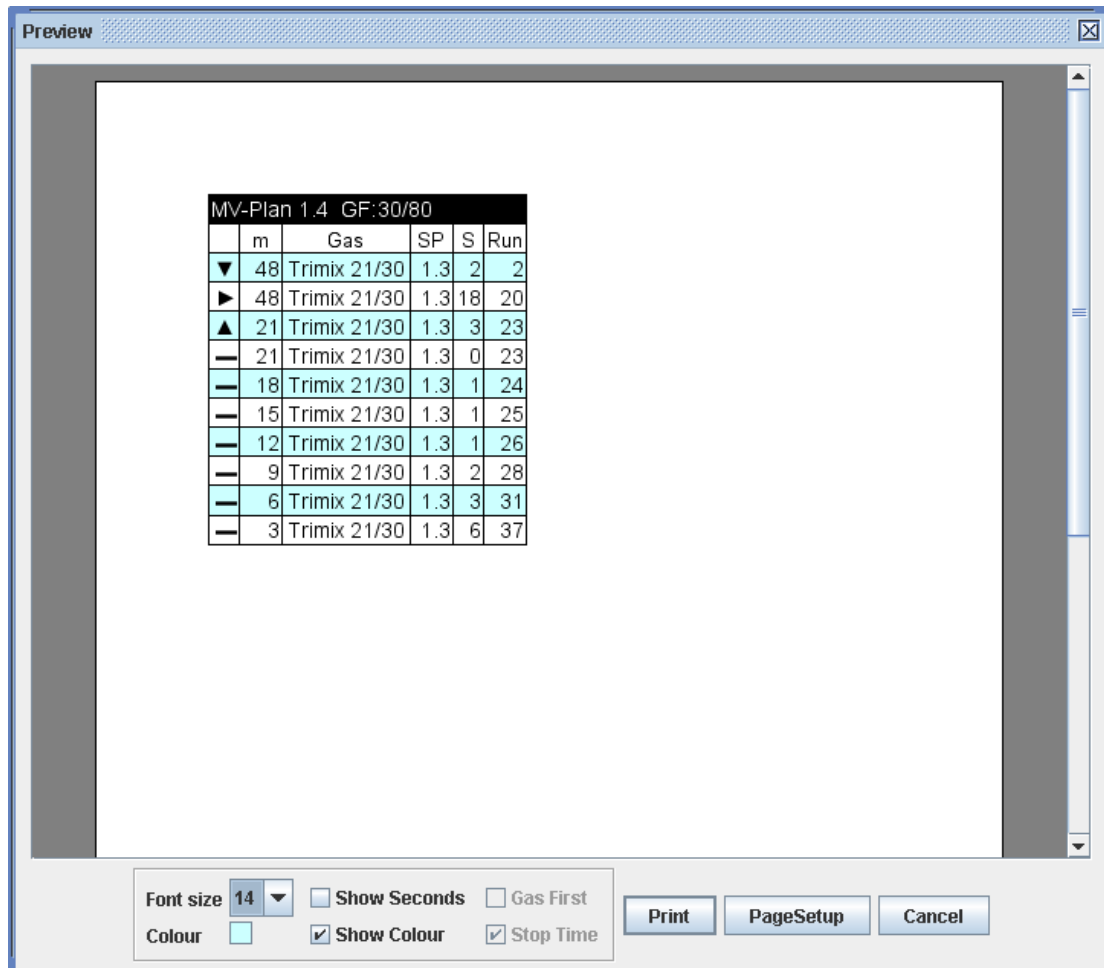 Preview
MV-Plan 1.4 GF:30/80
m Gas SP S Run
▼ 48 Trimix 21/30 1.3 2 2
► 48 Trimix 21/30 1.3 18 20
▲ 21 Trimix 21/30 1.3 3 23
— 21 Trimix 21/30 1.3 0 23
— 18 Trimix 21/30 1.3 1 24
— 15 Trimix 21/30 1.3 1 25
— 12 Trimix 21/30 1.3 1 26
— 9 Trimix 21/30 1.3 2 28
— 6 Trimix 21/30 1.3 3 31
— 3 Trimix 21/30 1.3 6 37
Font size 14 Show Seconds Gas First
Colour Show Colour Stop Time
Print PageSetup Cancel